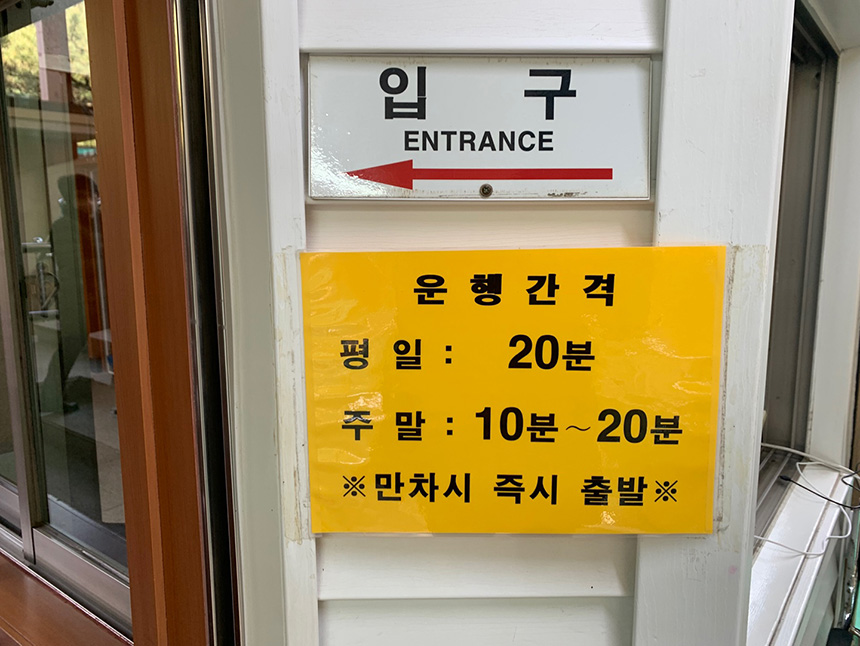 입 구
ENTRANCE
운 행 간 격
평 일 : 20분
주 말 : 10분~20분
※만차시 즉시 출발※